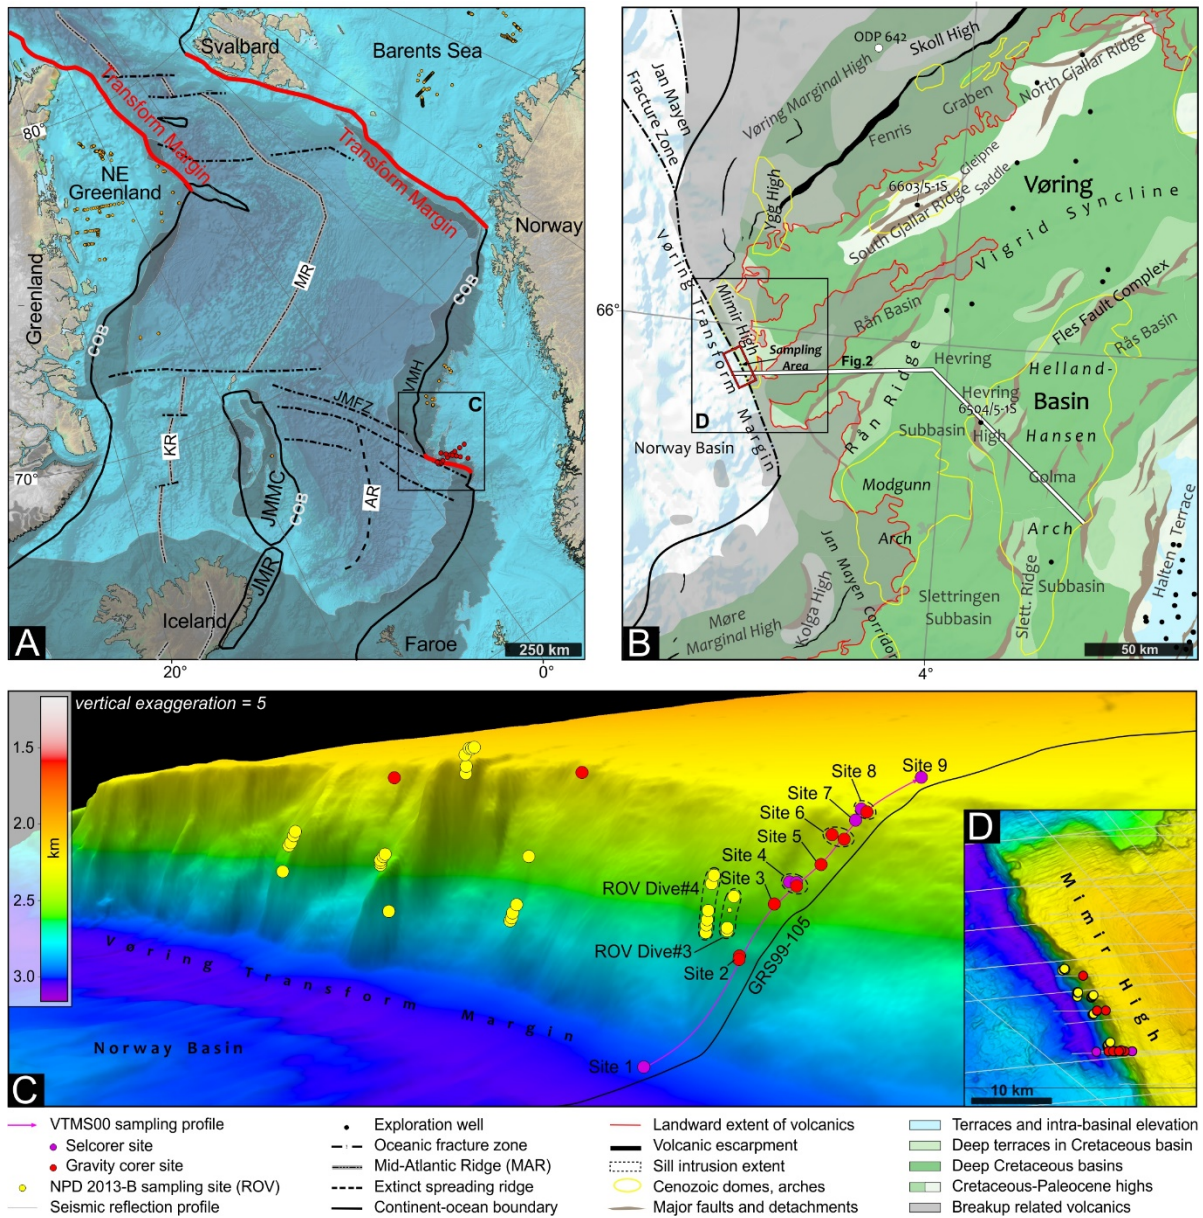 Svalbard
Barents Sea
Transform Margin
Transform Margin
80°
NE
Greenland
Norway
Greenland
MR
COB
COB
VMH
C
JMFZ
KR
70°
JMMC
COB
AR
JMR
Iceland
Faroe
A
250 km
20°
0°
ODP 642
Skoll High
Jan Mayen
Fracture Zone
Vøring Marginal High
North Gjallar Ridge
Graben
Fenris
Gleipne
Saddle
Vøring
6603/5-1S
South Gjallar Ridge
Vigrid Syncline
66°
Vøring Transform Margin
Mimir High
Rån Basin
Fles Fault Complex
Rås Basin
Sampling
Area
Fig.2
Hevring
Helland-
Hevring
Basin
6504/5-1S
D
Rån Ridge
Subbasin
High
Hansen
Norway Basin
Modgunn
Golma
Arch
Arch
Jan Mayen Corridor
Halten Terrace
Slett. Ridge
Subbasin
Slettringen
Subbasin
Møre
Marginal High
Kolga High
B
50 km
4°
vertical exaggeration = 5
1.5
2.0
km
2.5
3.0
Site 9
Site 8
Site 7
Site 6
Site 5
Site 4
Site 3
ROV Dive#4
ROV Dive#3
Site 2
GRS99-105
Site 1
Vøring Transform Margin
Norway Basin
C
D
Mimir High
10 km
VTMS00 sampling profile
Selcorer site
Gravity corer site
NPD 2013-B sampling site (ROV)
Seismic reflection profile
Exploration well
Oceanic fracture zone
Mid-Atlantic Ridge (MAR)
Extinct spreading ridge
Continent-ocean boundary
Landward extent of volcanics
Volcanic escarpment
Sill intrusion extent
Cenozoic domes, arches
Major faults and detachments
Terraces and intra-basinal elevation
Deep terraces in Cretaceous basin
Deep Cretaceous basins
Cretaceous-Paleocene highs
Breakup related volcanics